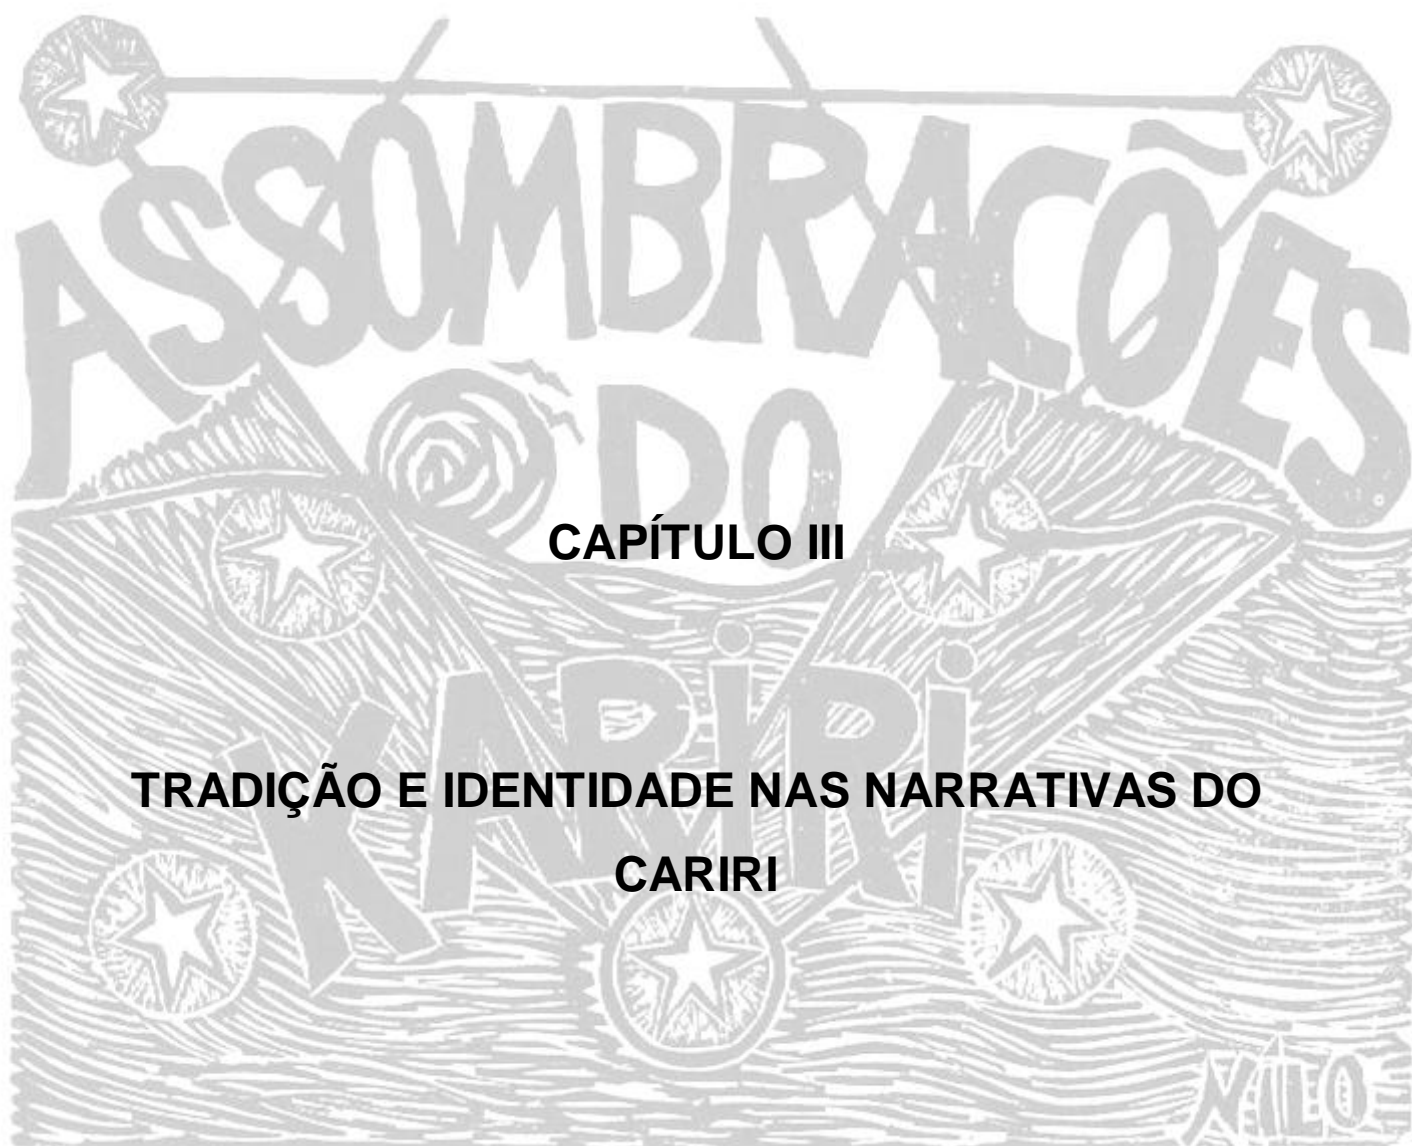 ASSOMBRAÇÕES
DO
CAPÍTULO III
KARIRI
TRADIÇÃO E IDENTIDADE NAS NARRATIVAS DO
CARIRI
NILO